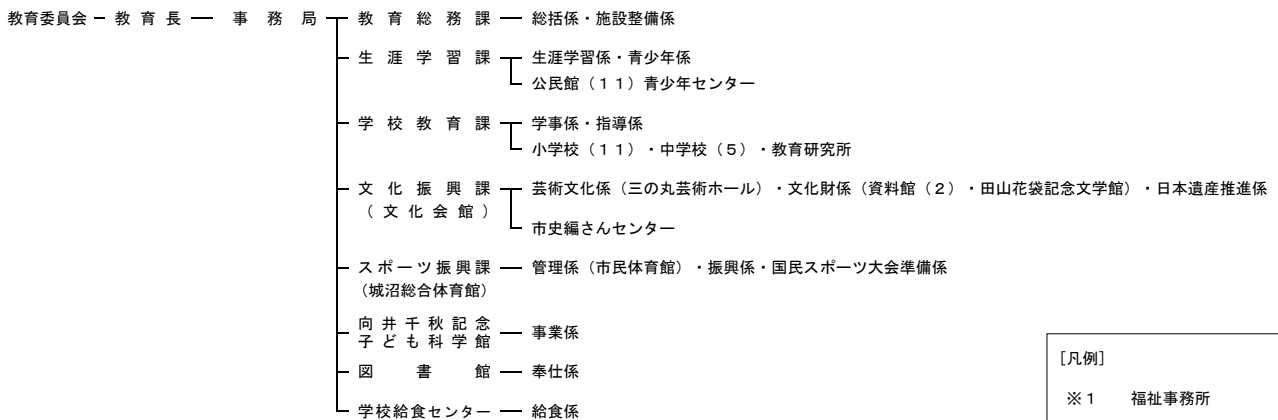 教育委員会 教育長 事務局 教育総務課 総括係・施設整備係
生涯学習課 生涯学習係・青少年係
公民館（１１）青少年センター
学校教育課 学事係・指導係
小学校（１１）・中学校（５）・教育研究所
文化振興課 芸術文化係（三の丸芸術ホール）・文化財係（資料館（２）・田山花袋記念文学館）・日本遺産推進係
（文化会館）
市史編さんセンター
スポーツ振興課 管理係（市民体育館）・振興係・国民スポーツ大会準備係
（城沼総合体育館）
向井千秋記念
子ども科学館 事業係
図書館 奉仕係
学校給食センター 給食係
［凡例］
※１ 福祉事務所